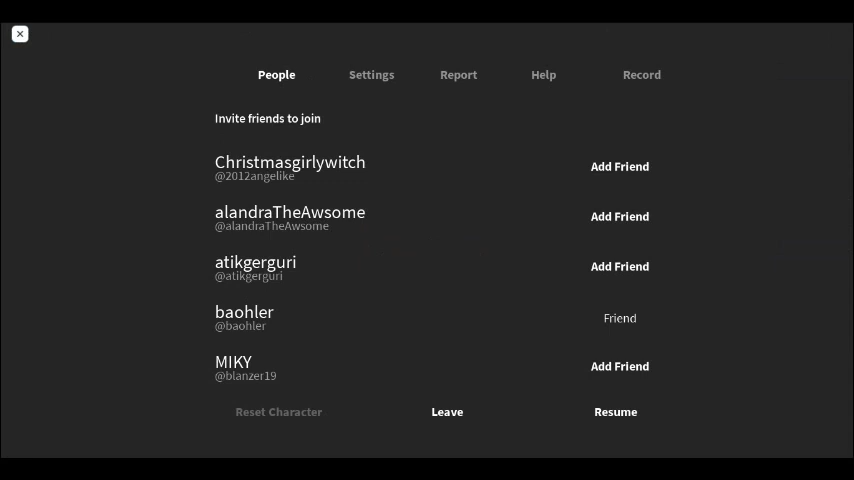 People Settings Report Help Record
Invite friends to join
Christmasgirlywitch
@2012angelike
Add Friend
alandraTheAwsome
@alandraTheAwsome
Add Friend
atikgerguri
@atikgerguri
Add Friend
baohler
@baohler
Friend
MIKY
@blanzer19
Add Friend
Reset Character Leave Resume